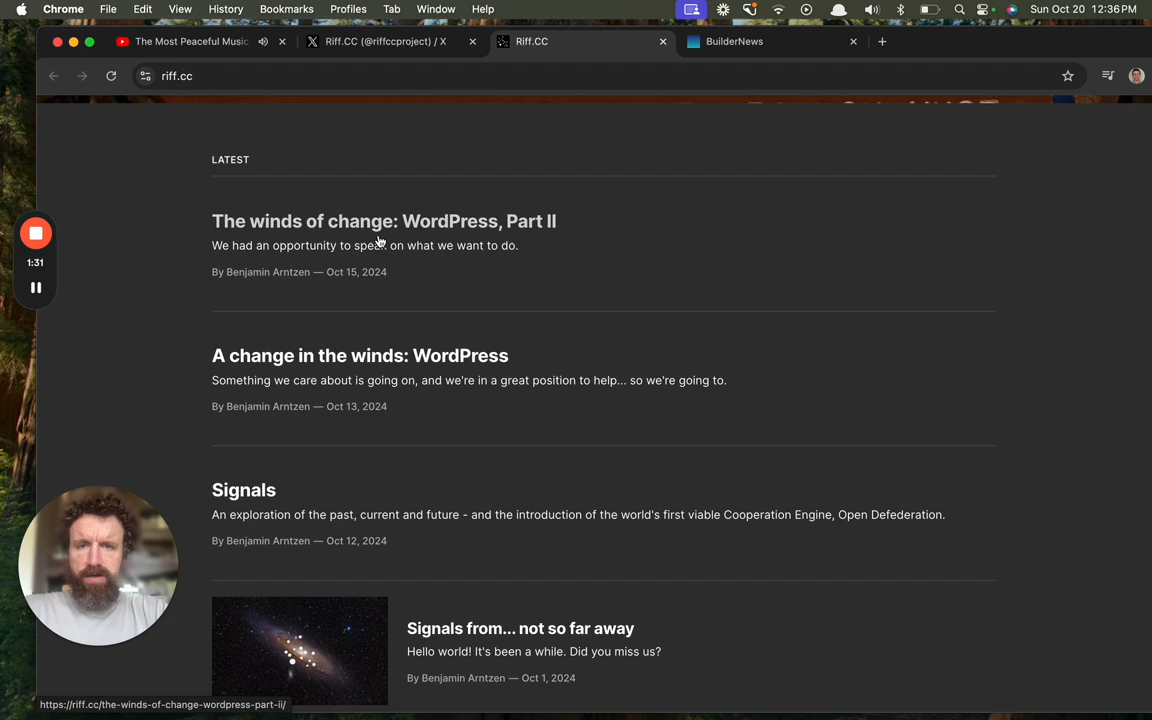 Chrome File Edit View History Bookmarks Profiles Tab Window Help Sun Oct 20 12:36 PM
The Most Peaceful Music Riff.CC (@riffccproject) / X Riff.CC BuilderNews
riff.cc
LATEST
The winds of change: WordPress, Part II
We had an opportunity to speak on what we want to do.
By Benjamin Arntzen — Oct 15, 2024
1:31
A change in the winds: WordPress
Something we care about is going on, and we're in a great position to help... so we're going to.
By Benjamin Arntzen — Oct 13, 2024
Signals
An exploration of the past, current and future - and the introduction of the world's first viable Cooperation Engine, Open Defederation.
By Benjamin Arntzen — Oct 12, 2024
Signals from... not so far away
Hello world! It's been a while. Did you miss us?
By Benjamin Arntzen — Oct 1, 2024
https://riff.cc/the-winds-of-change-wordpress-part-ii/